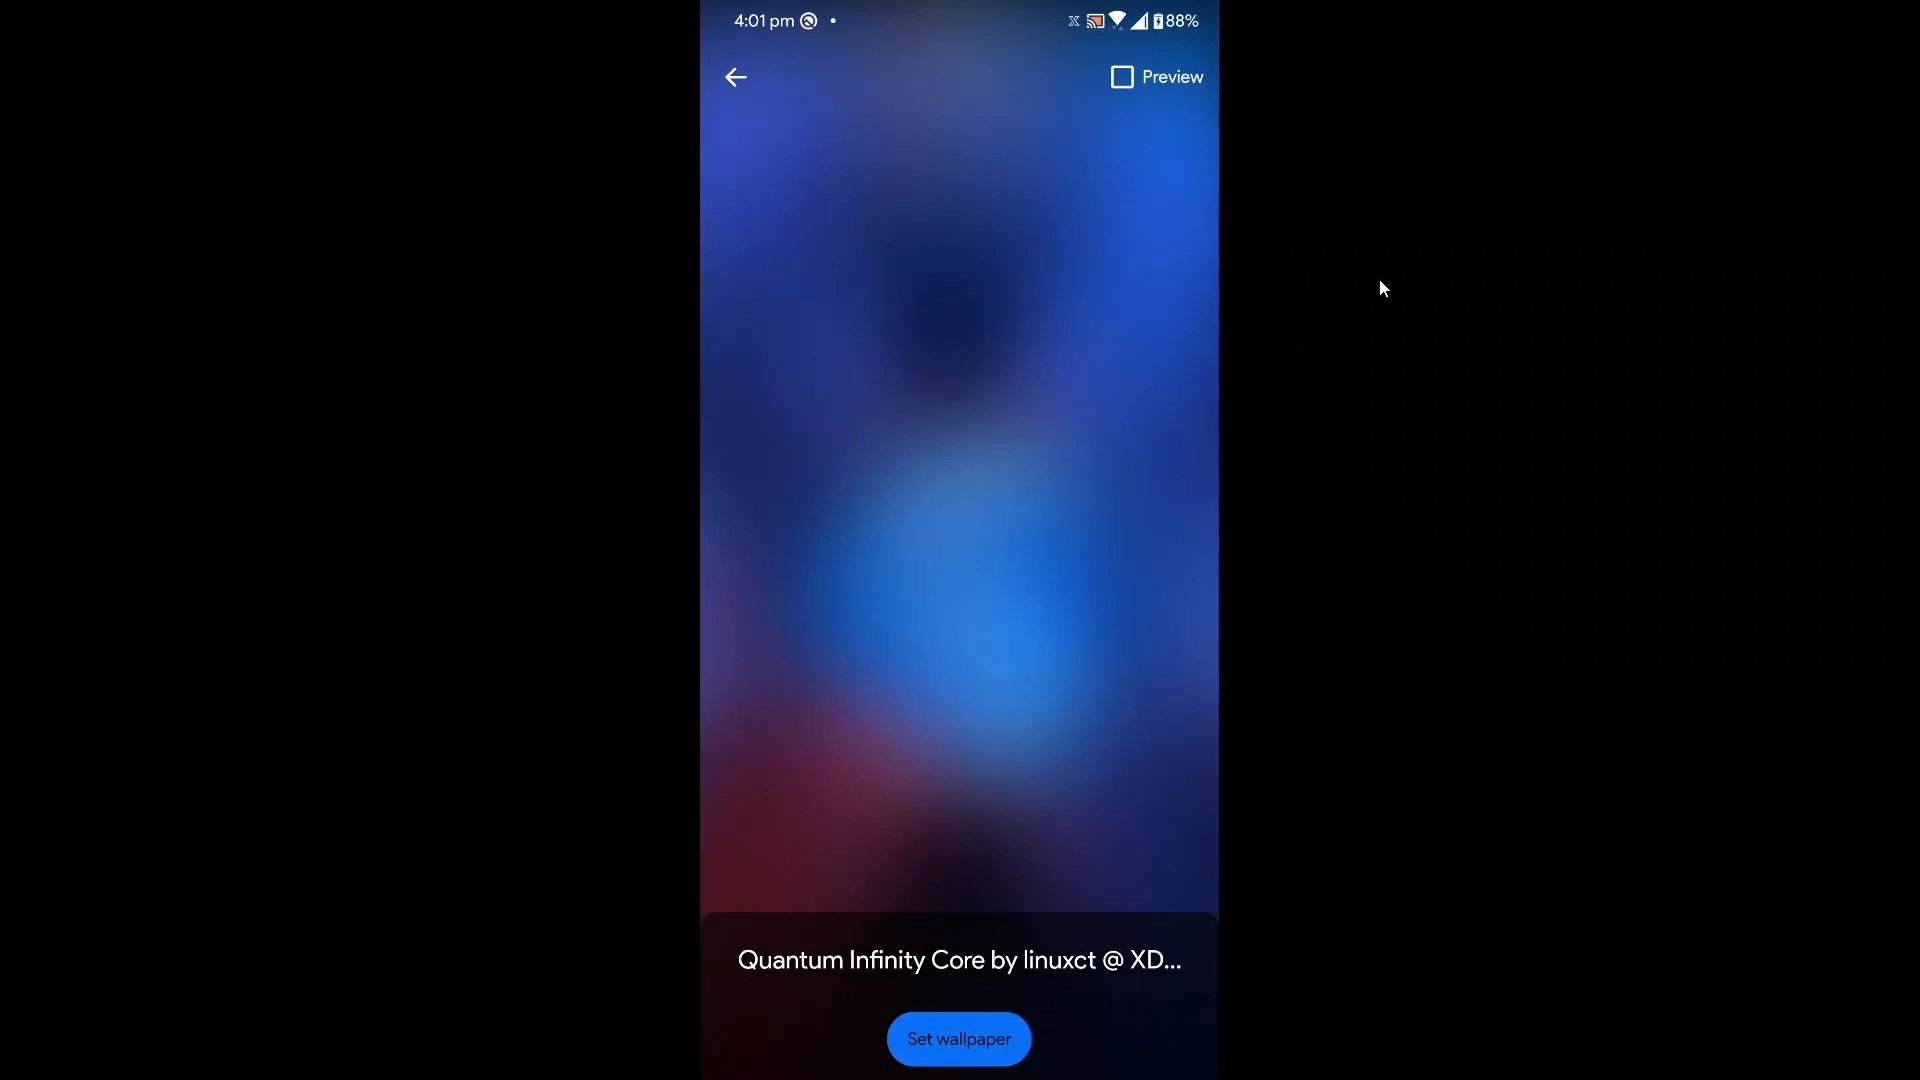 4:01 pm
88%
Preview
Quantum Infinity Core by linuxct @ XD...
Set wallpaper